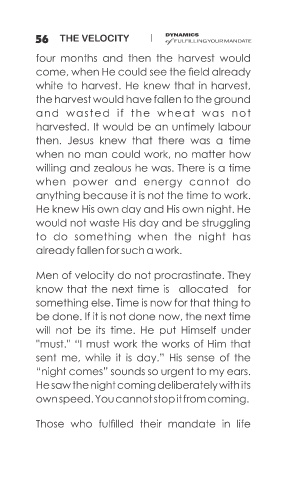 56 THE VELOCITY | DYNAMICS
of FULFILLING YOUR MANDATE
four months and then the harvest would
come, when He could see the field already
white to harvest. He knew that in harvest,
the harvest would have fallen to the ground
and wasted if the wheat was not
harvested. It would be an untimely labour
then. Jesus knew that there was a time
when no man could work, no matter how
willing and zealous he was. There is a time
when power and energy cannot do
anything because it is not the time to work.
He knew His own day and His own night. He
would not waste His day and be struggling
to do something when the night has
already fallen for such a work.
Men of velocity do not procrastinate. They
know that the next time is allocated for
something else. Time is now for that thing to
be done. If it is not done now, the next time
will not be its time. He put Himself under
"must." “I must work the works of Him that
sent me, while it is day.” His sense of the
“night comes” sounds so urgent to my ears.
He saw the night coming deliberately with its
own speed. You cannot stop it from coming.
Those who fulfilled their mandate in life